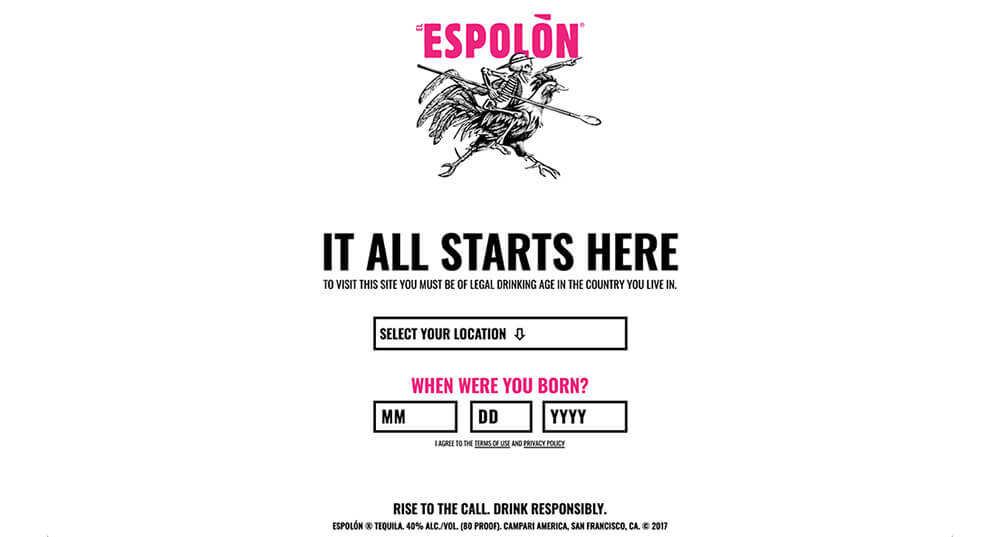 EL ESPOLÒN®
IT ALL STARTS HERE
TO VISIT THIS SITE YOU MUST BE OF LEGAL DRINKING AGE IN THE COUNTRY YOU LIVE IN.
SELECT YOUR LOCATION ⇩
WHEN WERE YOU BORN?
MM DD YYYY
I AGREE TO THE TERMS OF USE AND PRIVACY POLICY
RISE TO THE CALL. DRINK RESPONSIBLY.
ESPOLÓN ® TEQUILA. 40% ALC./VOL. (80 PROOF). CAMPARI AMERICA, SAN FRANCISCO, CA. © 2017